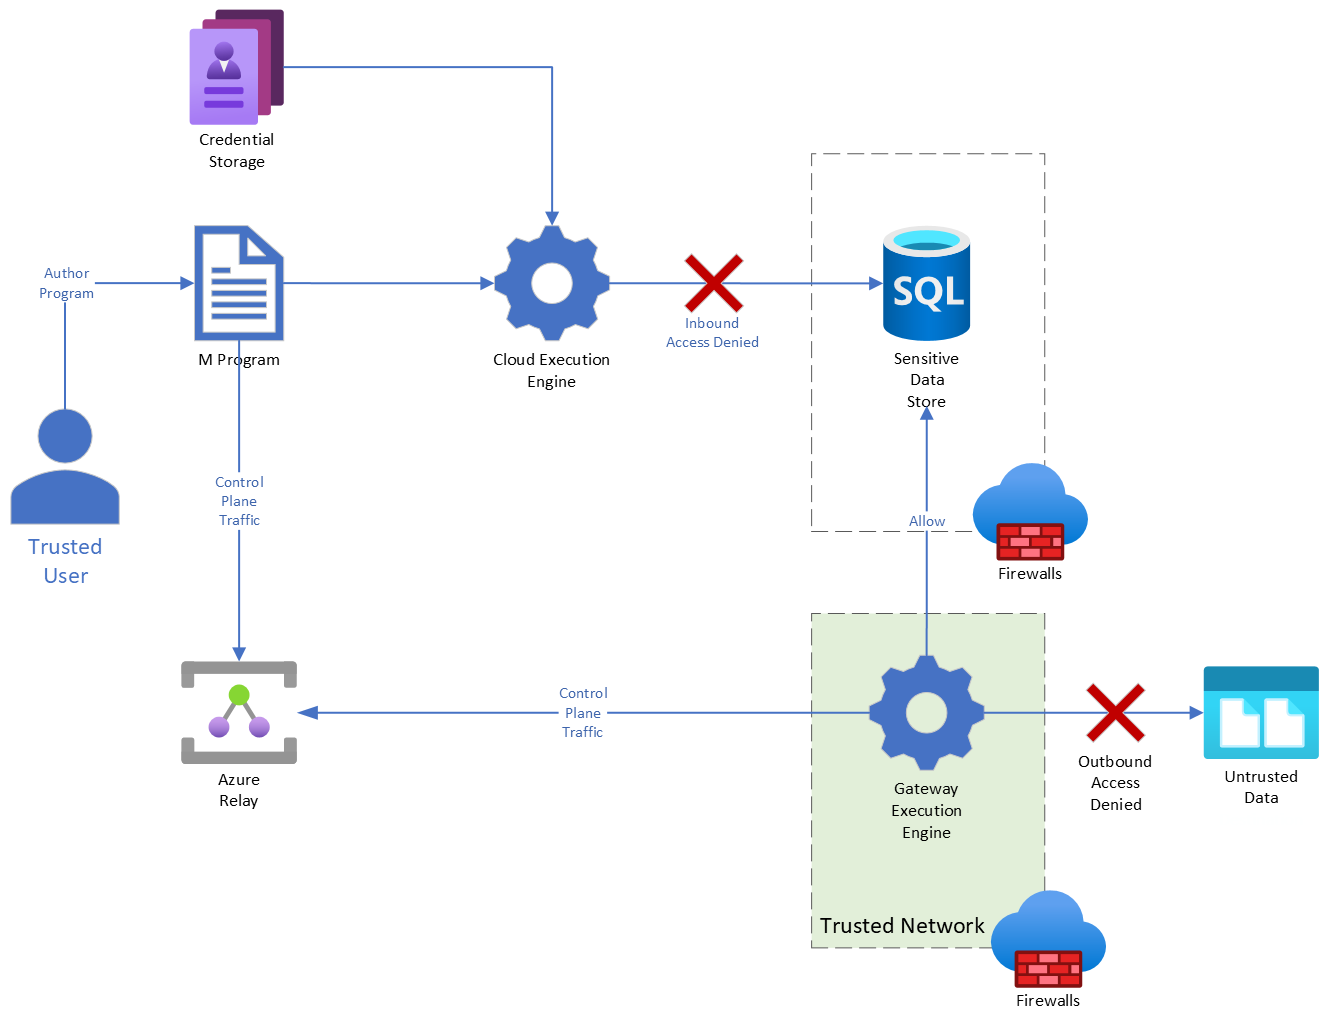 Credential
Storage
Author
Program
M Program
Cloud Execution
Engine
Inbound
Access Denied
SQL
Sensitive
Data
Store
Control
Plane
Traffic
Trusted
User
Allow
Firewalls
Azure
Relay
Control
Plane
Traffic
Gateway
Execution
Engine
Outbound
Access
Denied
Untrusted
Data
Trusted Network
Firewalls